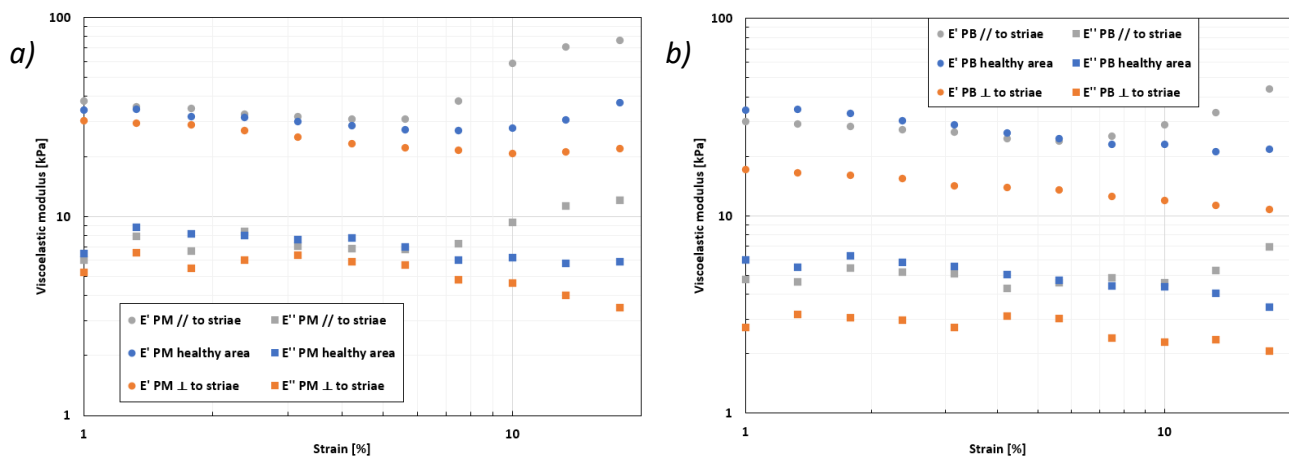 a)
Viscoelastic modulus [kPa]
100
10
1
E' PM // to striae
E'' PM // to striae
E' PM healthy area
E'' PM healthy area
E' PM ⊥ to striae
E'' PM ⊥ to striae
1
10
Strain [%]
b)
Viscoelastic modulus [kPa]
100
10
1
E' PB // to striae
E'' PB // to striae
E' PB healthy area
E'' PB healthy area
E' PB ⊥ to striae
E'' PB ⊥ to striae
1
10
Strain [%]